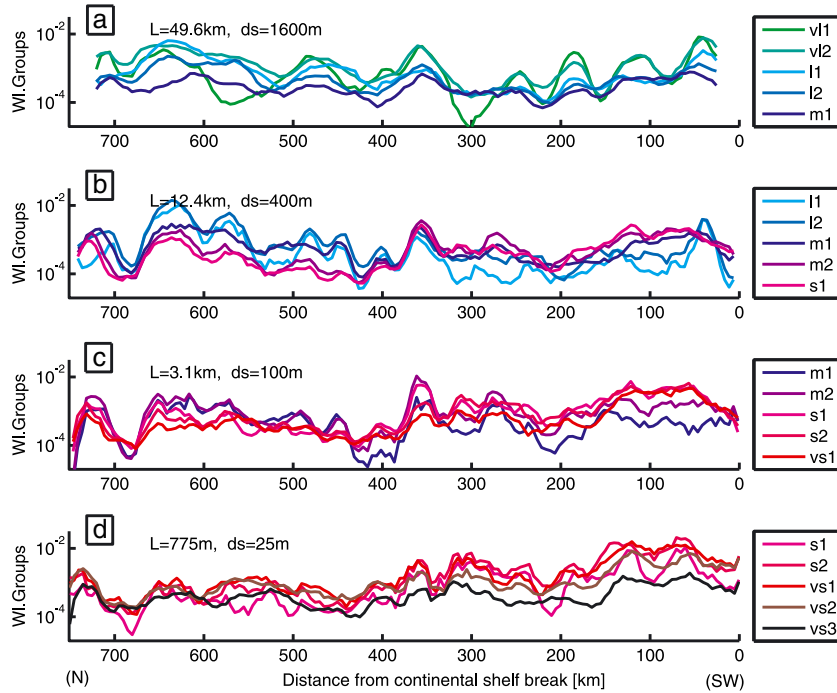 a
L=49.6km, ds=1600m
WI.Groups
10⁻²
10⁻⁴
700 600 500 400 300 200 100 0
vl1
vl2
l1
l2
m1
b
L=12.4km, ds=400m
WI.Groups
10⁻²
10⁻⁴
700 600 500 400 300 200 100 0
l1
l2
m1
m2
s1
c
L=3.1km, ds=100m
WI.Groups
10⁻²
10⁻⁴
700 600 500 400 300 200 100 0
m1
m2
s1
s2
vs1
d
L=775m, ds=25m
WI.Groups
10⁻²
10⁻⁴
700 600 500 400 300 200 100 0
s1
s2
vs1
vs2
vs3
(N) Distance from continental shelf break [km] (SW)